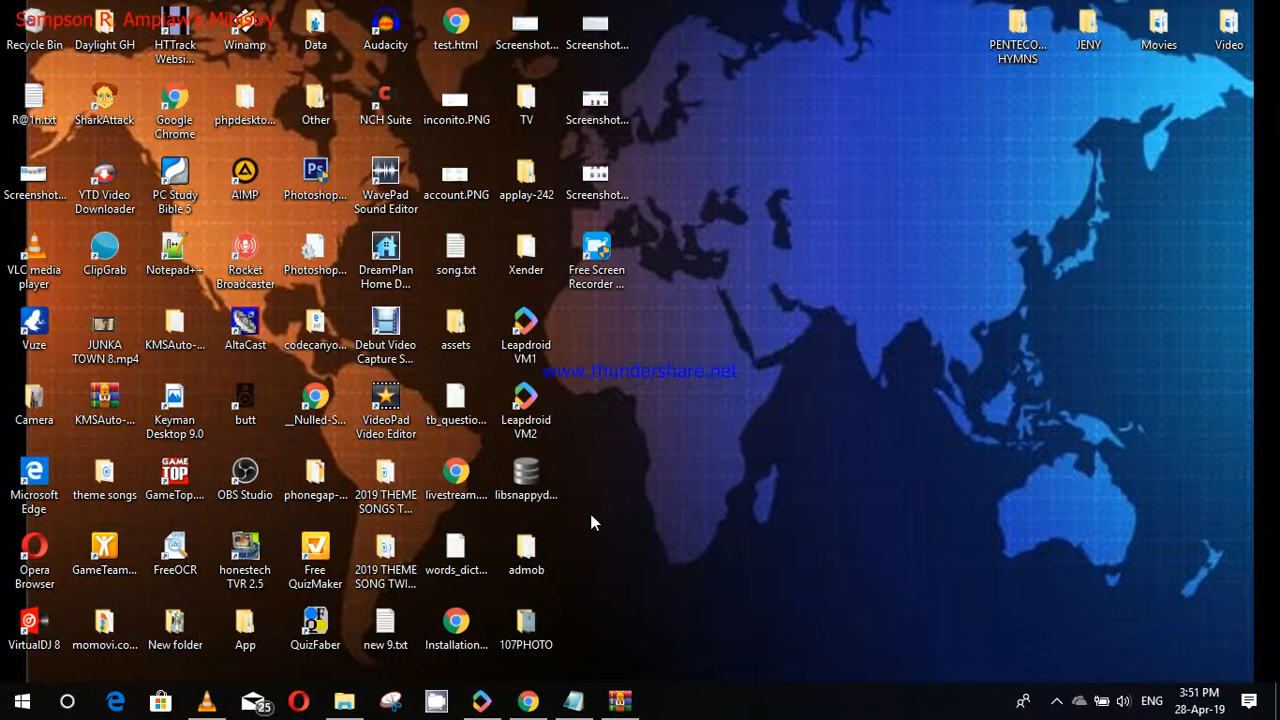 Sampson R. Ampiaw's Ministry
Recycle Bin
Daylight GH
HTTrack
Websi...
Winamp
Data
Audacity
test.html
Screenshot...
Screenshot...
PENTECO...
HYMNS
JENY
Movies
Video
R@1n.txt
SharkAttack
Google
Chrome
phpdeskto...
Other
NCH Suite
inconito.PNG
TV
Screenshot...
Screenshot...
YTD Video
Downloader
PC Study
Bible 5
AIMP
Photoshop...
WavePad
Sound Editor
account.PNG
applay-242
Screenshot...
VLC media
player
ClipGrab
Notepad++
Rocket
Broadcaster
Photoshop...
DreamPlan
Home D...
song.txt
Xender
Free Screen
Recorder ...
Vuze
JUNKA
TOWN 8.mp4
KMSAuto-...
AltaCast
codecanyo...
Debut Video
Capture S...
assets
Leapdroid
VM1
www.thundershare.net
Camera
KMSAuto-...
Keyman
Desktop 9.0
butt
__Nulled-S...
VideoPad
Video Editor
tb_questio...
Leapdroid
VM2
Microsoft
Edge
theme songs
GameTop....
OBS Studio
phonegap-...
2019 THEME
SONGS T...
livestream....
libsnappyd...
Opera
Browser
GameTeam...
FreeOCR
honestech
TVR 2.5
Free
QuizMaker
2019 THEME
SONG TWI...
words_dict...
admob
VirtualDJ 8
momovi.co...
New folder
App
QuizFaber
new 9.txt
Installation...
107PHOTO
25
ENG
3:51 PM
28-Apr-19